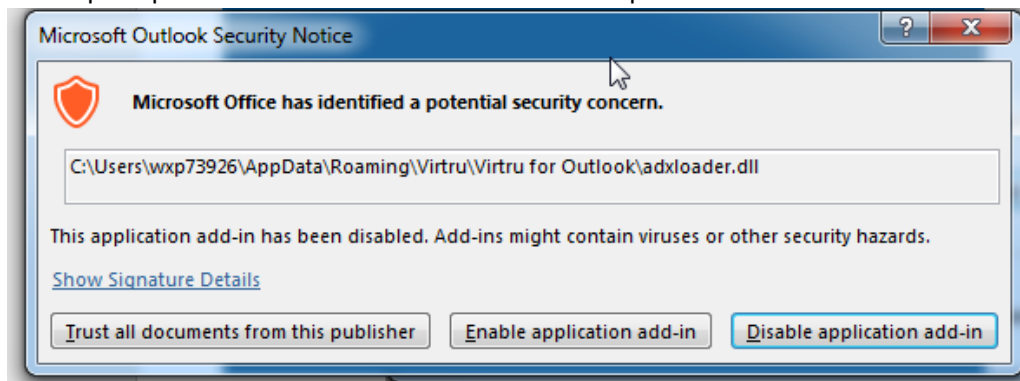 Microsoft Outlook Security Notice
Microsoft Office has identified a potential security concern.
C:\Users\wxp73926\AppData\Roaming\Virtru\Virtru for Outlook\adxloader.dll
This application add-in has been disabled. Add-ins might contain viruses or other security hazards.
Show Signature Details
Trust all documents from this publisher
Enable application add-in
Disable application add-in